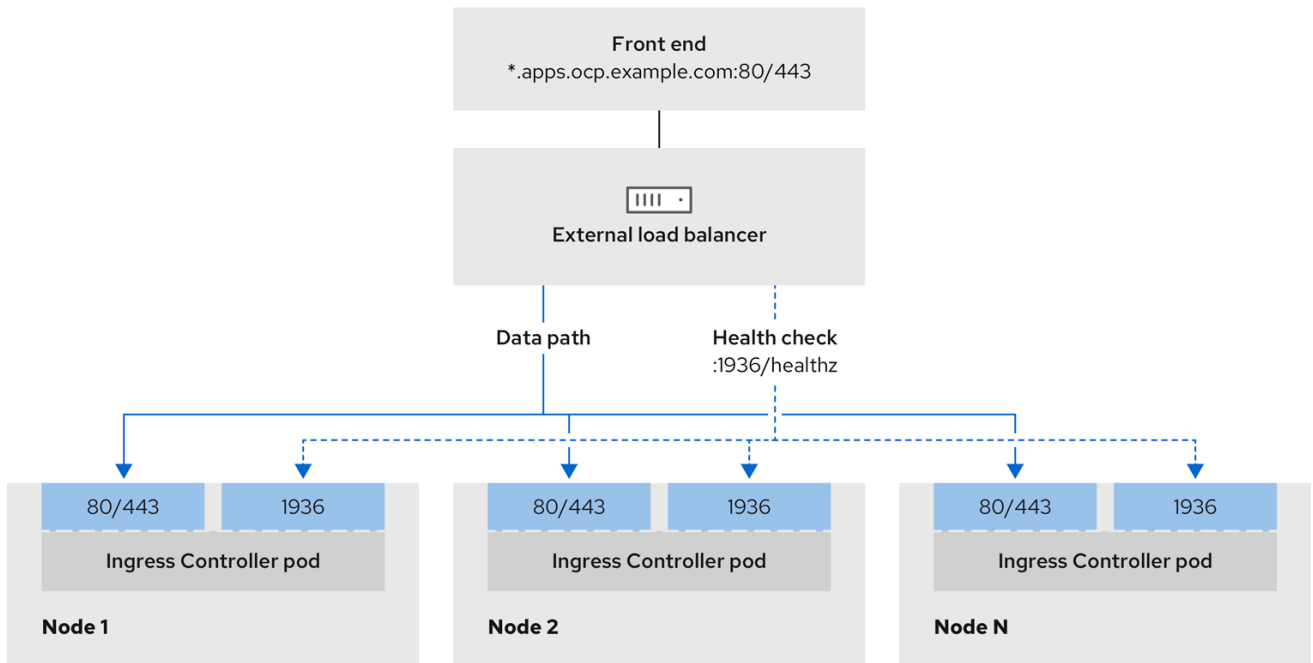 Front end
*.apps.ocp.example.com:80/443
External load balancer
Data path
Health check
:1936/healthz
80/443
1936
80/443
1936
80/443
1936
Ingress Controller pod
Ingress Controller pod
Ingress Controller pod
Node 1
Node 2
Node N